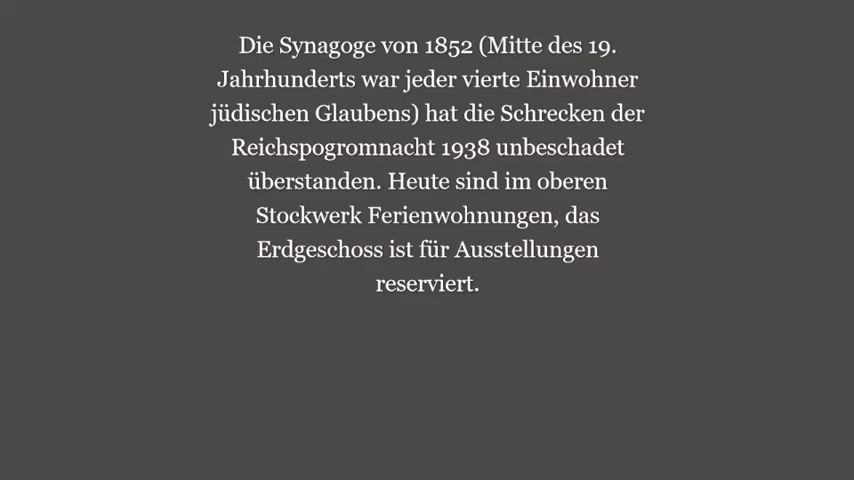 Die Synagoge von 1852 (Mitte des 19.
Jahrhunderts war jeder vierte Einwohner
jüdischen Glaubens) hat die Schrecken der
Reichspogromnacht 1938 unbeschadet
überstanden. Heute sind im oberen
Stockwerk Ferienwohnungen, das
Erdgeschoss ist für Ausstellungen
reserviert.